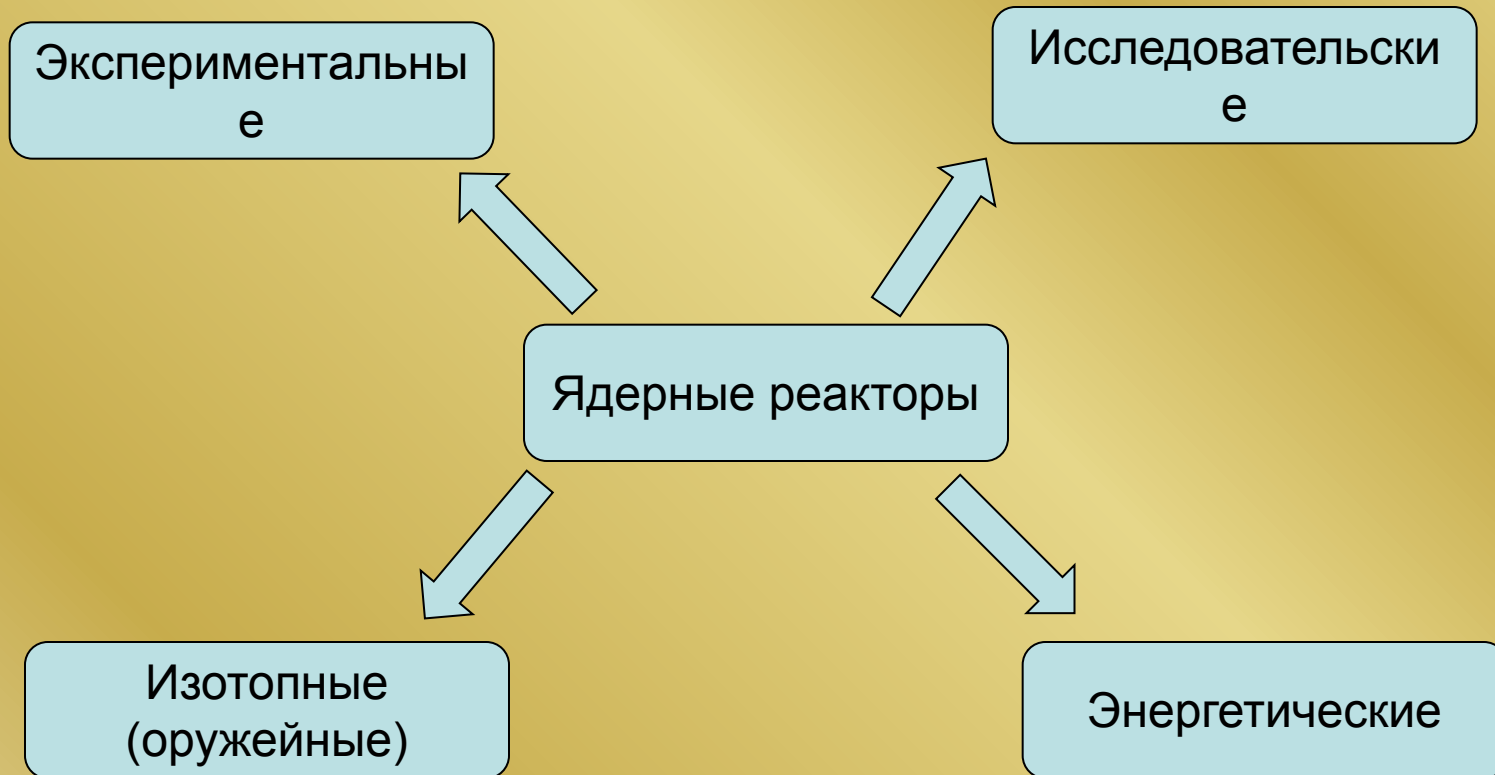 Экспериментальны
е
Исследовательски
е
Ядерные реакторы
Изотопные
(оружейные)
Энергетические